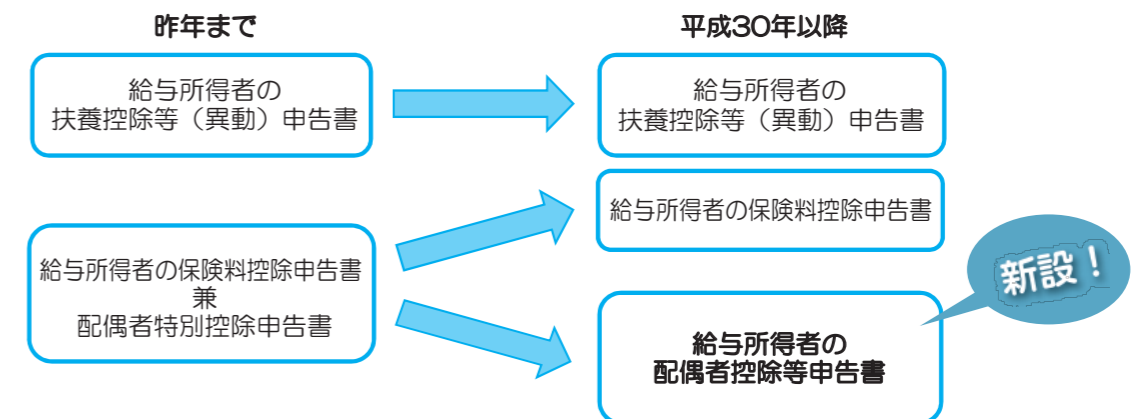 昨年まで
平成30年以降
給与所得者の
扶養控除等（異動）申告書
給与所得者の
扶養控除等（異動）申告書
給与所得者の保険料控除申告書
兼
配偶者特別控除申告書
給与所得者の保険料控除申告書
給与所得者の
配偶者控除等申告書
新設！